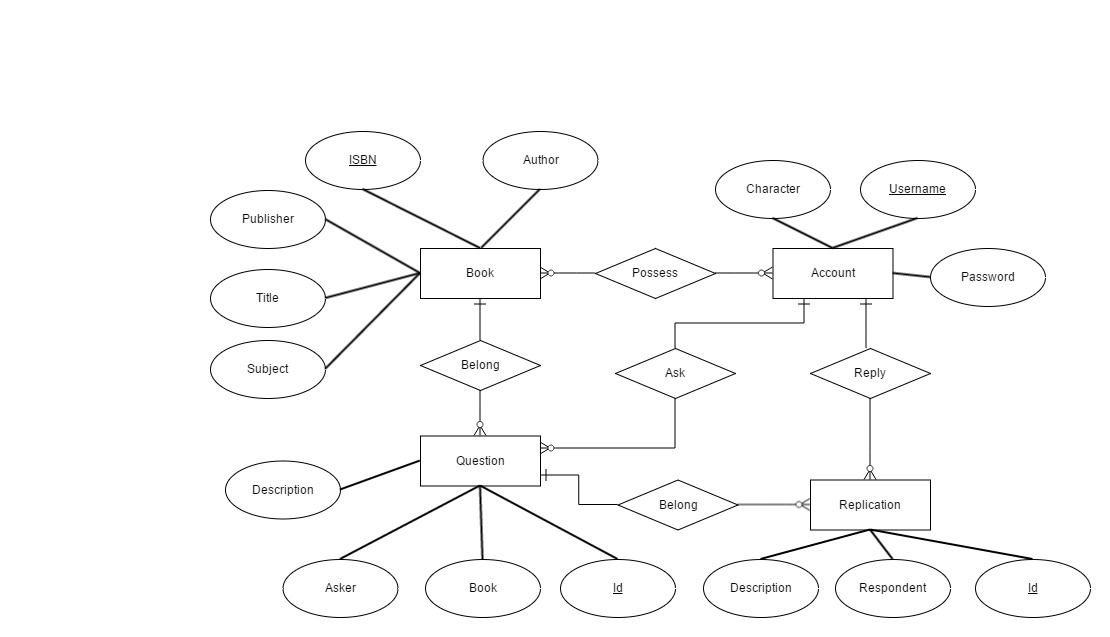 ISBN
Author
Character
Username
Publisher
Book
Possess
Account
Password
Title
Subject
Belong
Ask
Reply
Question
Description
Belong
Replication
Asker
Book
Id
Description
Respondent
Id